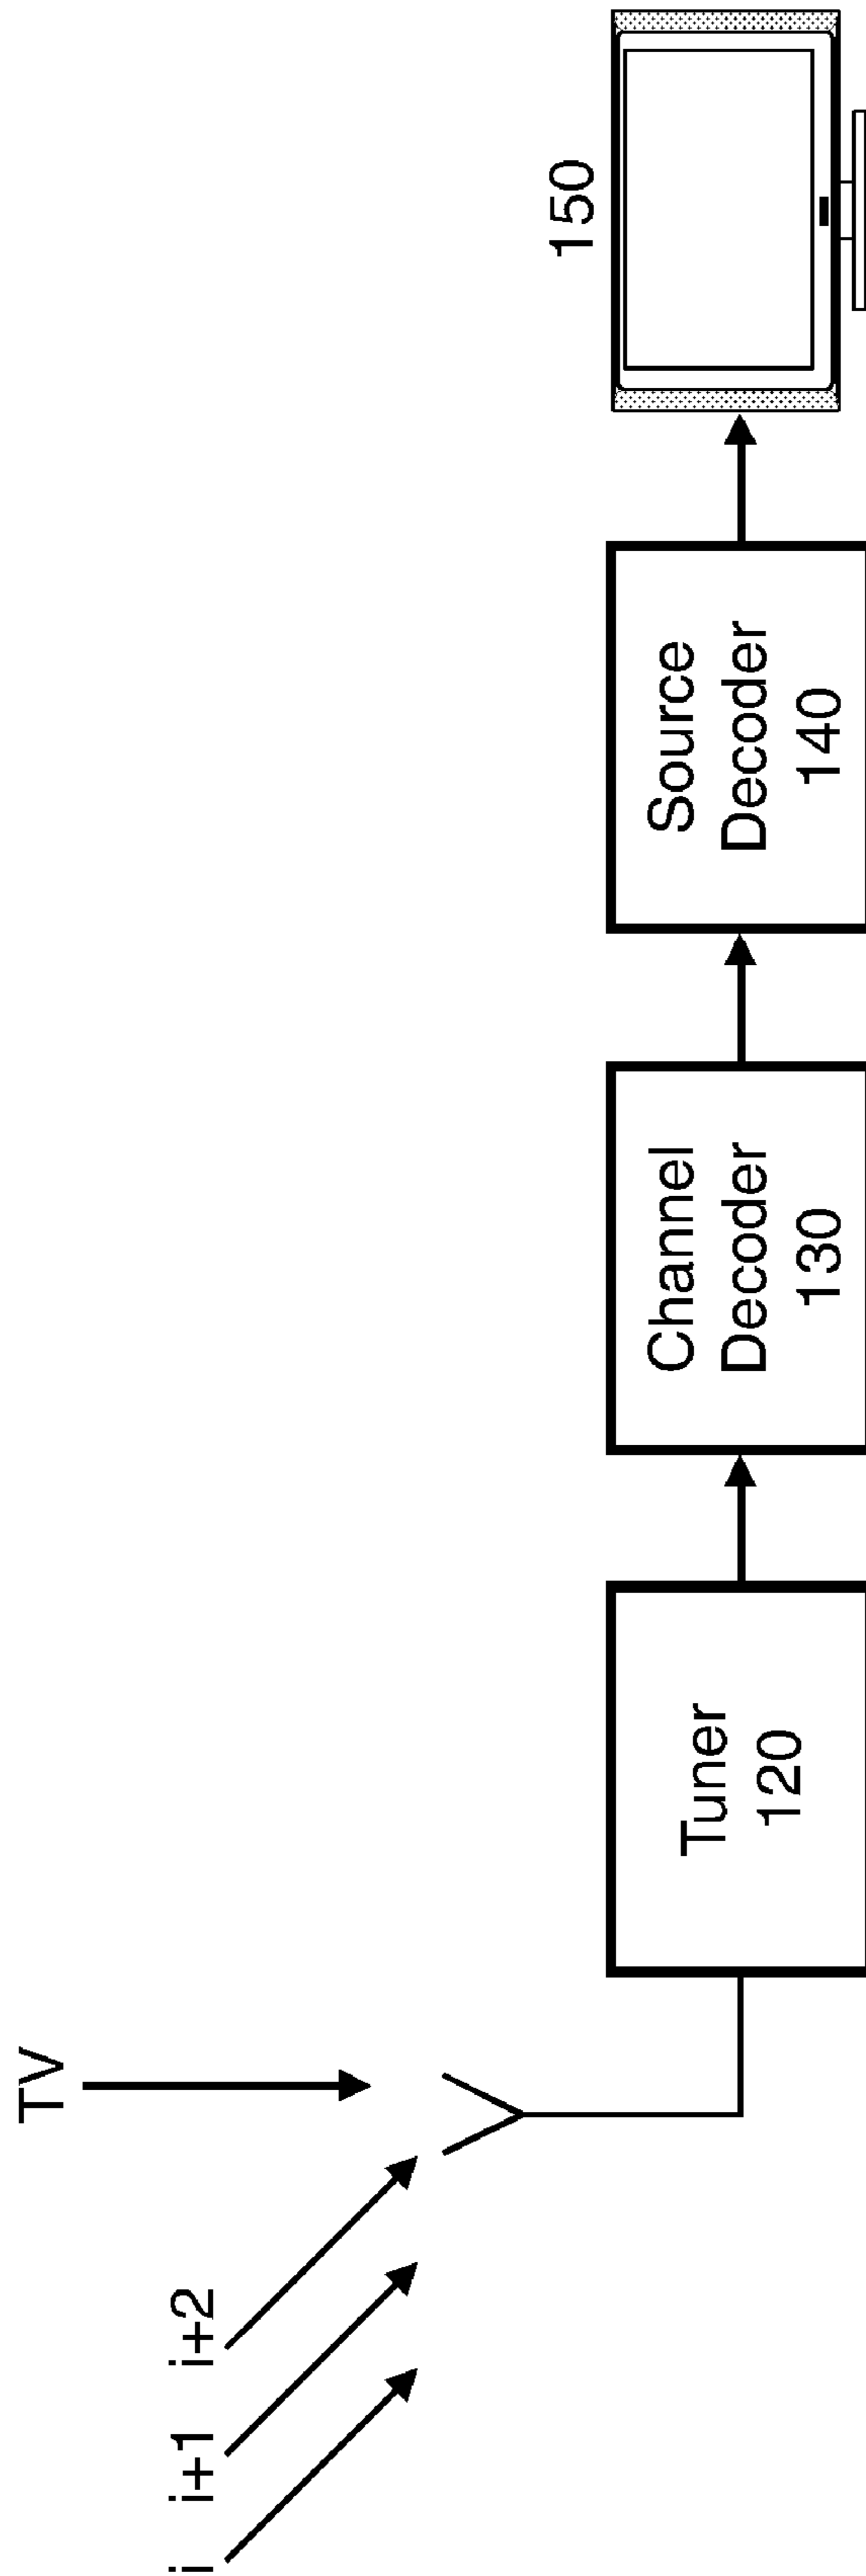 TV
i i+1 i+2
Tuner
120
Channel
Decoder
130
Source
Decoder
140
150